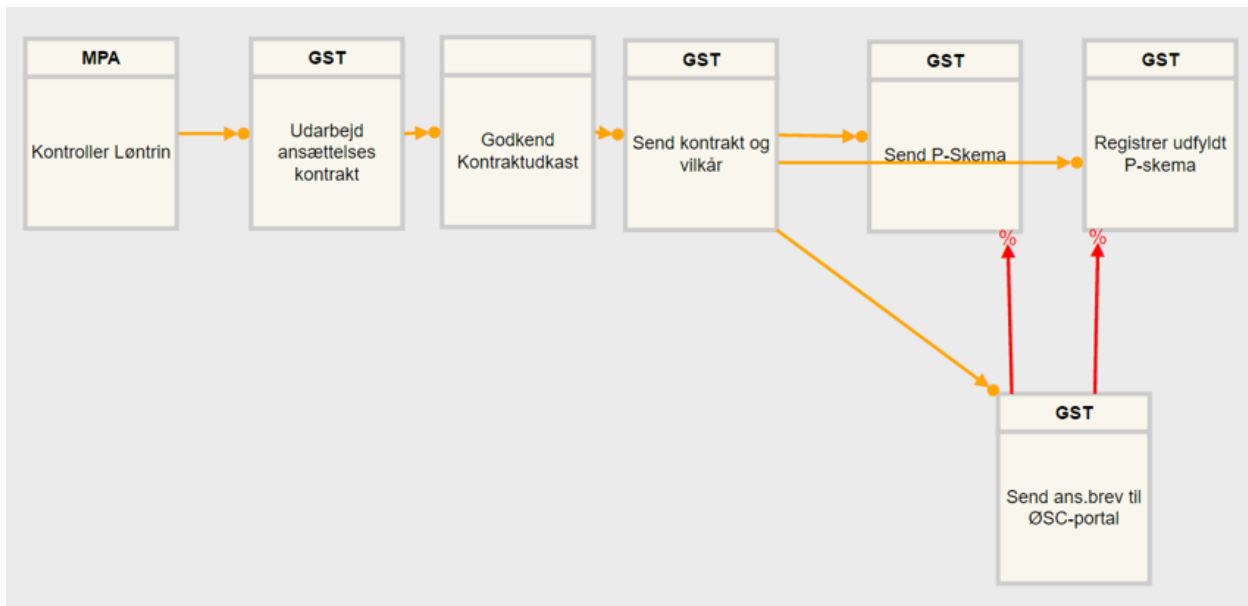 MPA
Kontroller Løntrin
GST
Udarbejd
ansættelses
kontrakt
Godkend
Kontraktudkast
GST
Send kontrakt og
vilkår
GST
Send P-Skema
GST
Registrer udfyldt
P-skema
%
%
GST
Send ans.brev til
ØSC-portal